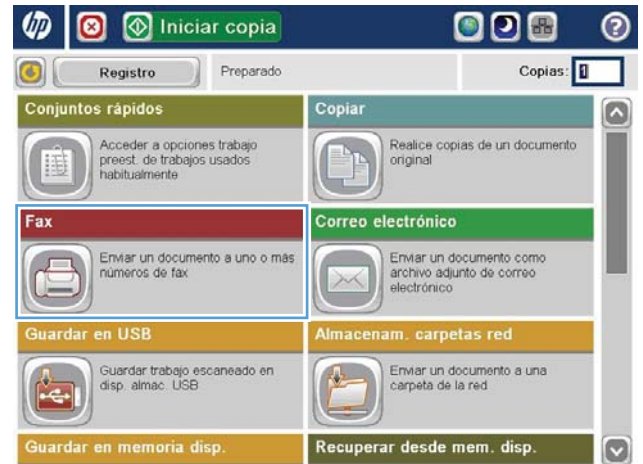 hp
Iniciar copia
?
Registro
Preparado
Copias: 1
Conjuntos rápidos
Acceder a opciones trabajo
preest. de trabajos usados
habitualmente
Copiar
Realice copias de un documento
original
Fax
Enviar un documento a uno o más
números de fax
Correo electrónico
Enviar un documento como
archivo adjunto de correo
electrónico
Guardar en USB
Guardar trabajo escaneado en
disp. almac. USB
Almacenam. carpetas red
Enviar un documento a una
carpeta de la red
Guardar en memoria disp.
Recuperar desde mem. disp.